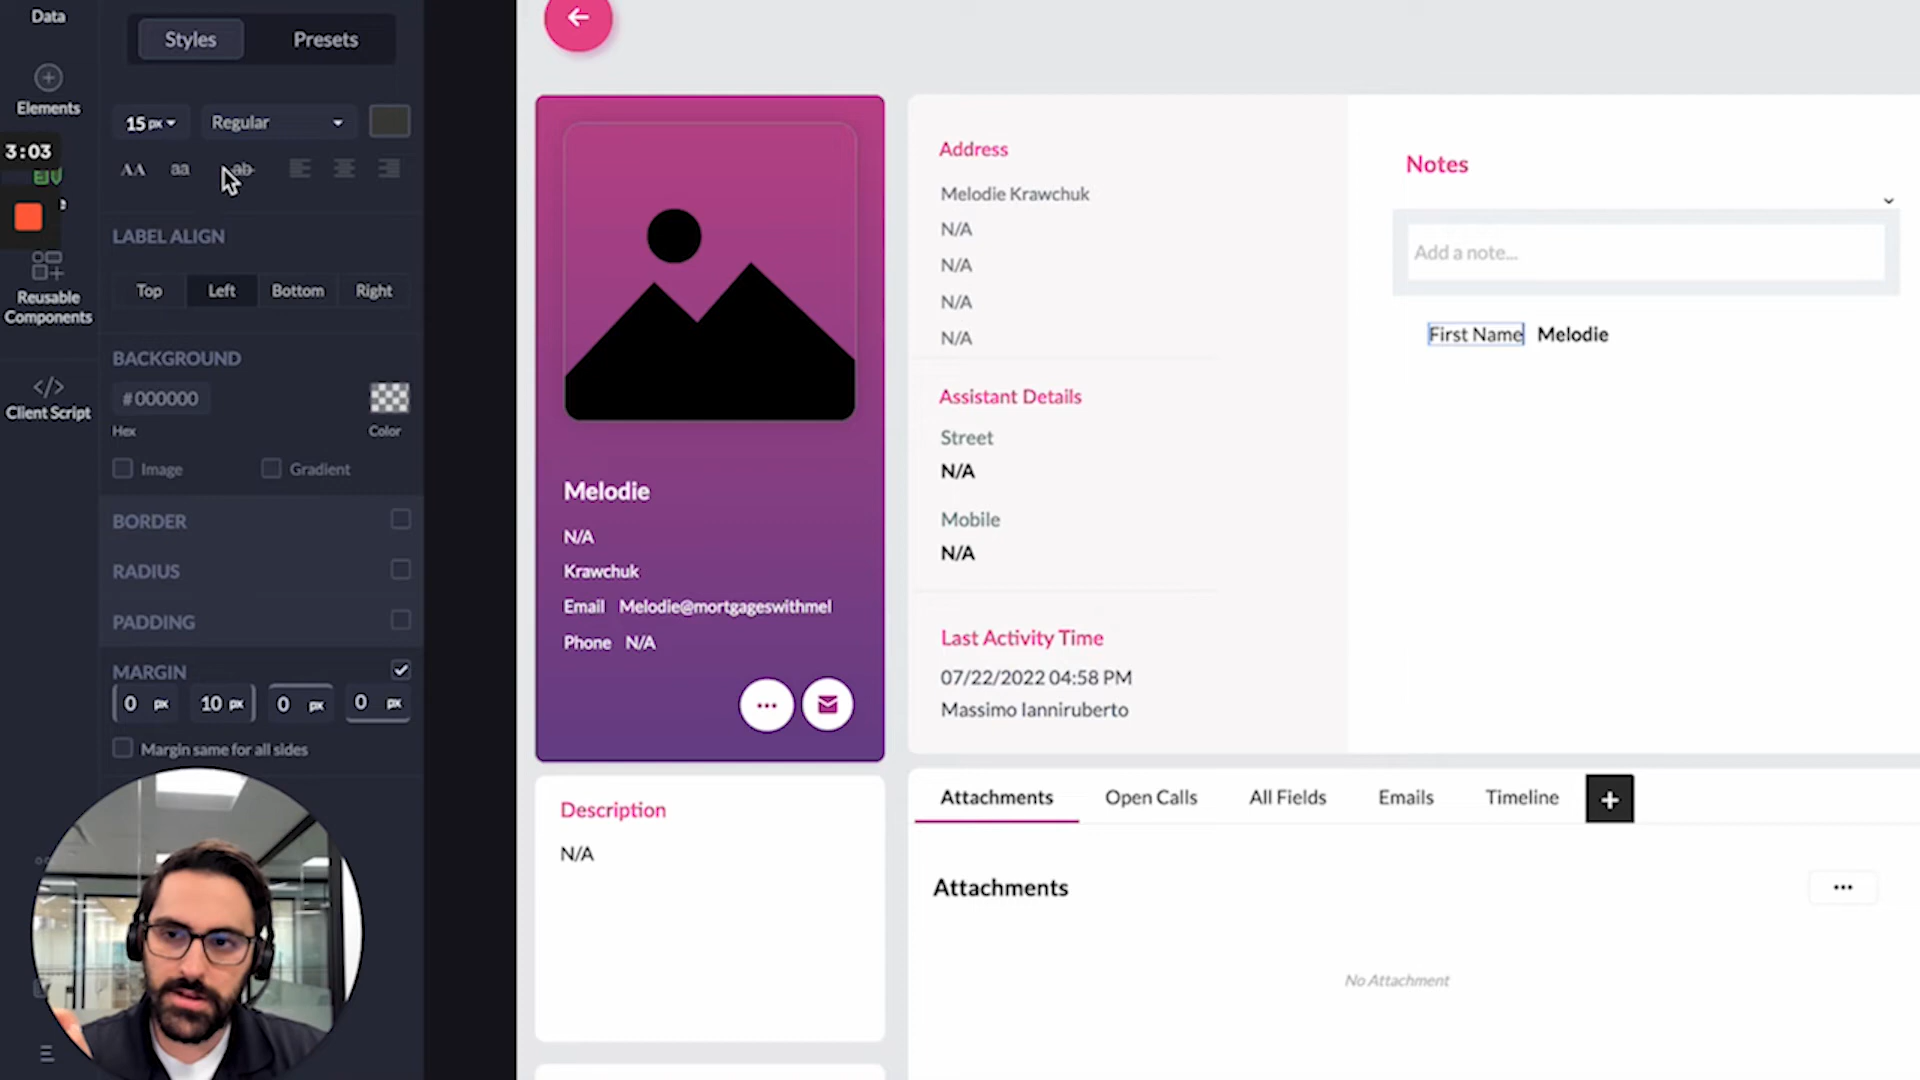 Data
Styles
Presets
Elements
15 px
Regular
3:03
AA
aa
ab
LABEL ALIGN
Top
Left
Bottom
Right
Reusable
Components
BACKGROUND
#000000
Hex
Color
Client Script
Image
Gradient
BORDER
RADIUS
PADDING
MARGIN
0 px
10 px
0 px
0 px
Margin same for all sides
Melodie
N/A
Krawchuk
Email Melodie@mortgageswithmel
Phone N/A
Description
N/A
Address
Melodie Krawchuk
N/A
N/A
N/A
N/A
Assistant Details
Street
N/A
Mobile
N/A
Last Activity Time
07/22/2022 04:58 PM
Massimo Ianniruberto
Notes
Add a note...
First Name Melodie
Attachments
Open Calls
All Fields
Emails
Timeline
Attachments
No Attachment